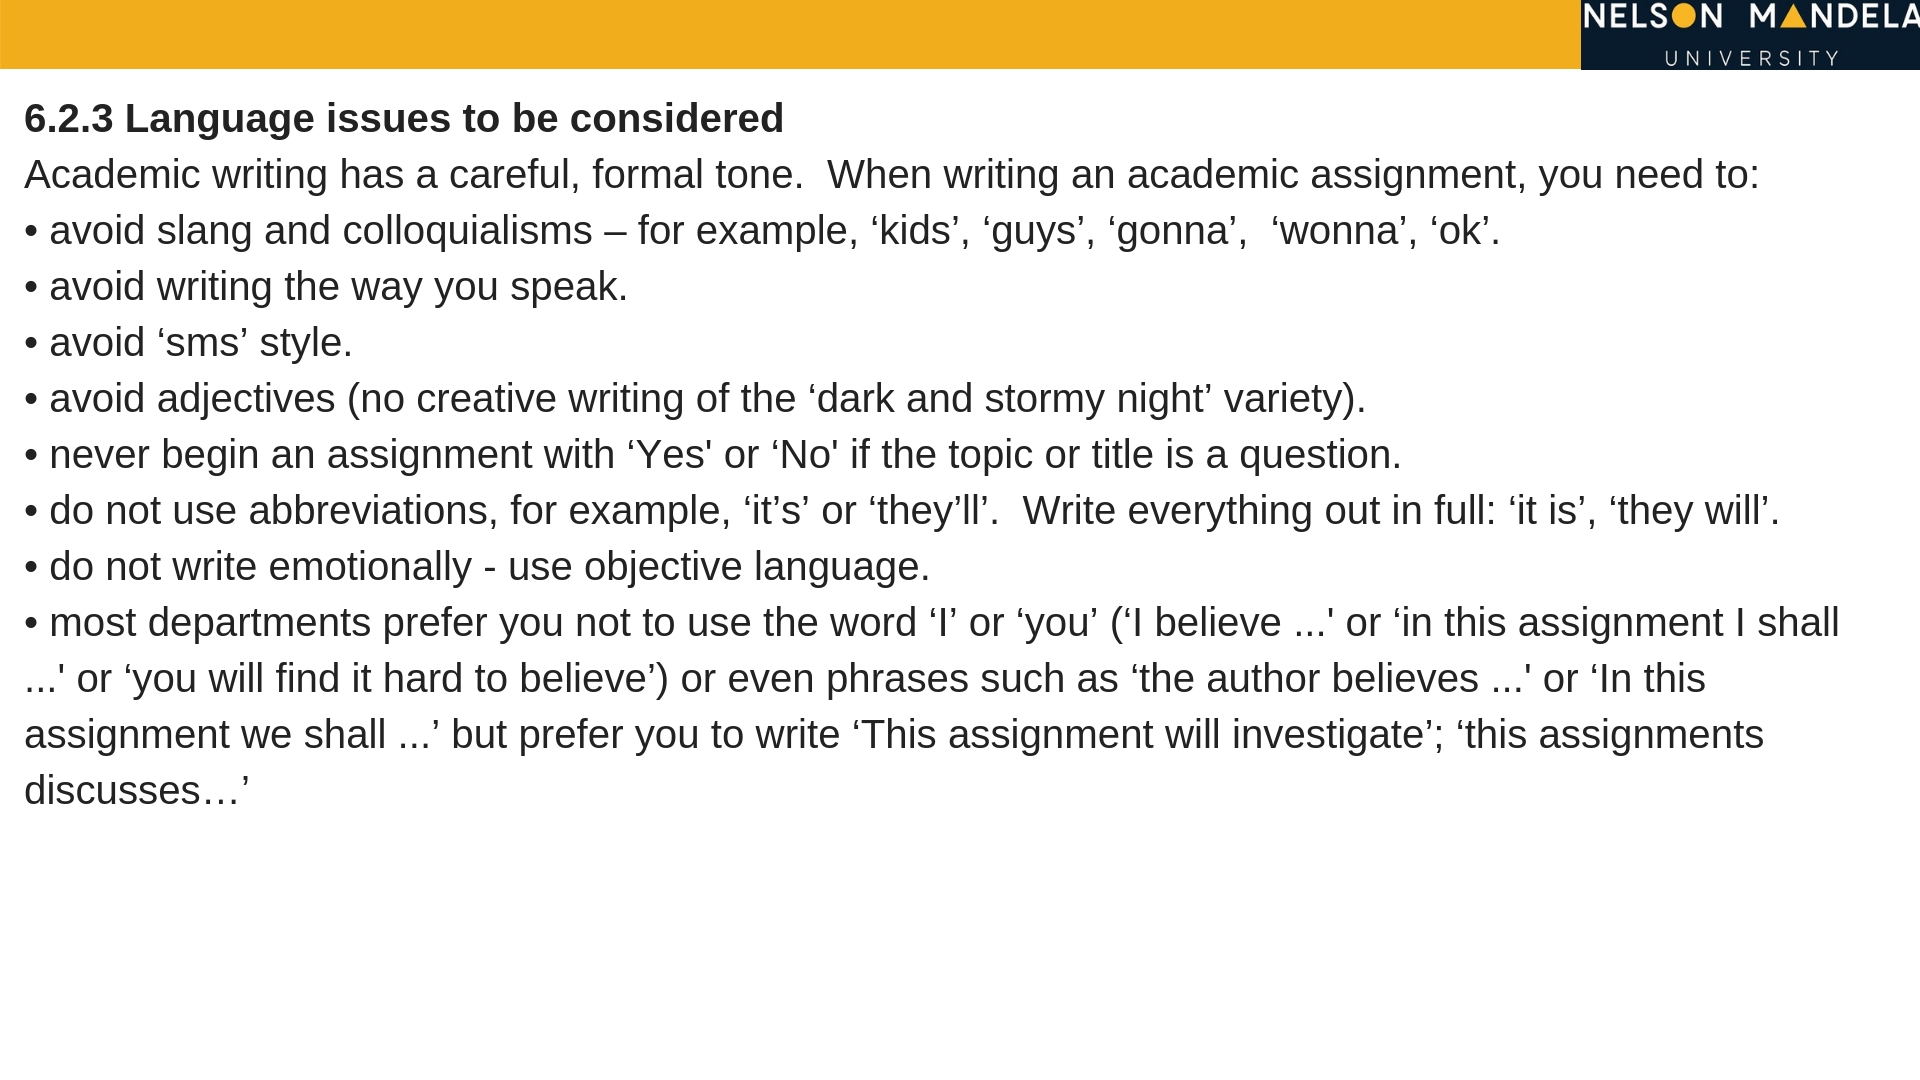 NELSON MANDELA
UNIVERSITY
6.2.3 Language issues to be considered
Academic writing has a careful, formal tone.  When writing an academic assignment, you need to:
• avoid slang and colloquialisms – for example, ‘kids’, ‘guys’, ‘gonna’,  ‘wonna’, ‘ok’.
• avoid writing the way you speak.
• avoid ‘sms’ style.
• avoid adjectives (no creative writing of the ‘dark and stormy night’ variety).
• never begin an assignment with ‘Yes' or ‘No' if the topic or title is a question.
• do not use abbreviations, for example, ‘it’s’ or ‘they’ll’.  Write everything out in full: ‘it is’, ‘they will’.
• do not write emotionally - use objective language.
• most departments prefer you not to use the word ‘I’ or ‘you’ (‘I believe ...' or ‘in this assignment I shall
...' or ‘you will find it hard to believe’) or even phrases such as ‘the author believes ...' or ‘In this
assignment we shall ...’ but prefer you to write ‘This assignment will investigate’; ‘this assignments
discusses…’